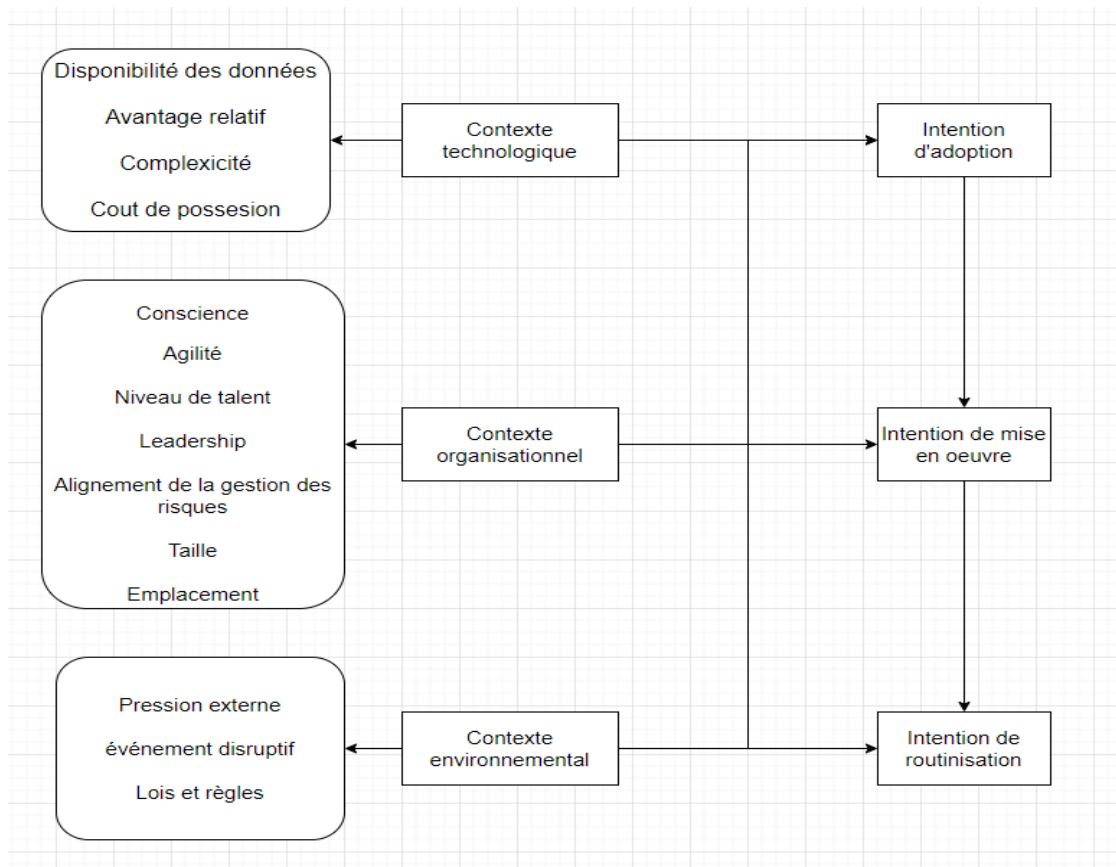 Disponibilité des données
Avantage relatif
Complexicité
Cout de possesion
Contexte
technologique
Intention
d'adoption
Conscience
Agilité
Niveau de talent
Leadership
Alignement de la gestion des
risques
Taille
Emplacement
Contexte
organisationnel
Intention de mise
en oeuvre
Pression externe
événement disruptif
Lois et règles
Contexte
environnemental
Intention de
routinisation